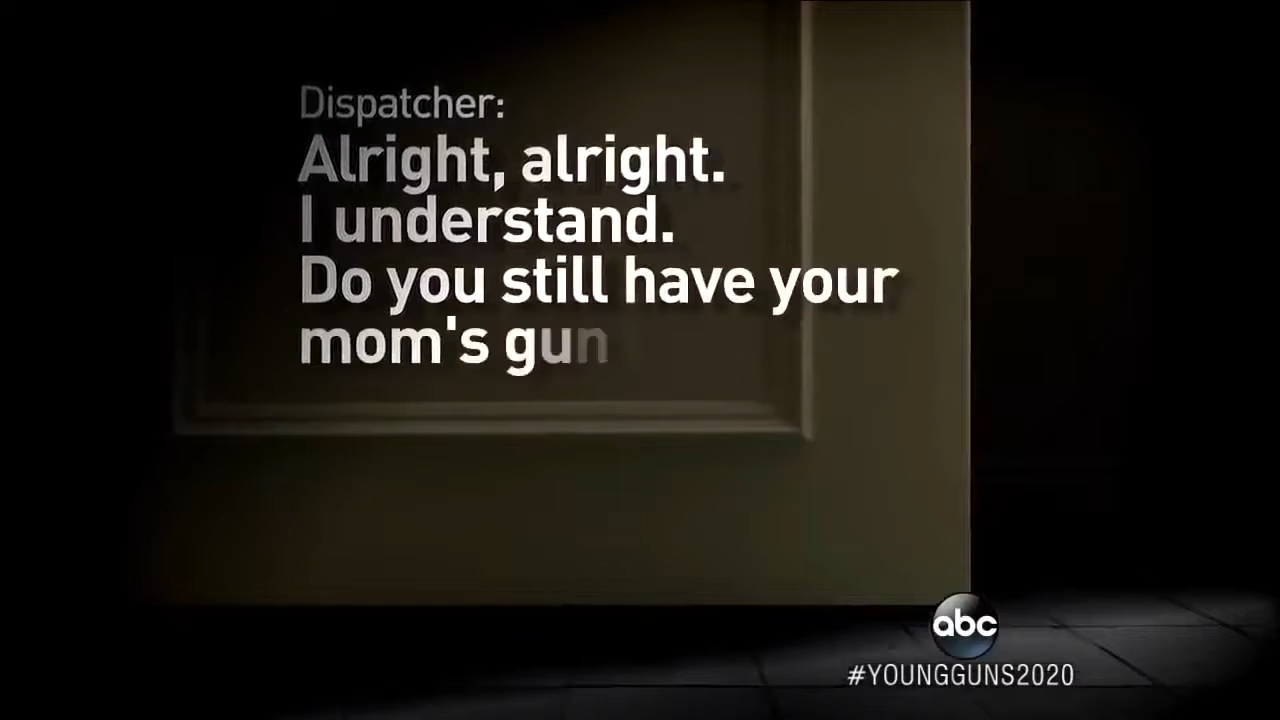 Dispatcher:
Alright, alright.
I understand.
Do you still have your
mom's gun
abc
#YOUNGGUNS2020